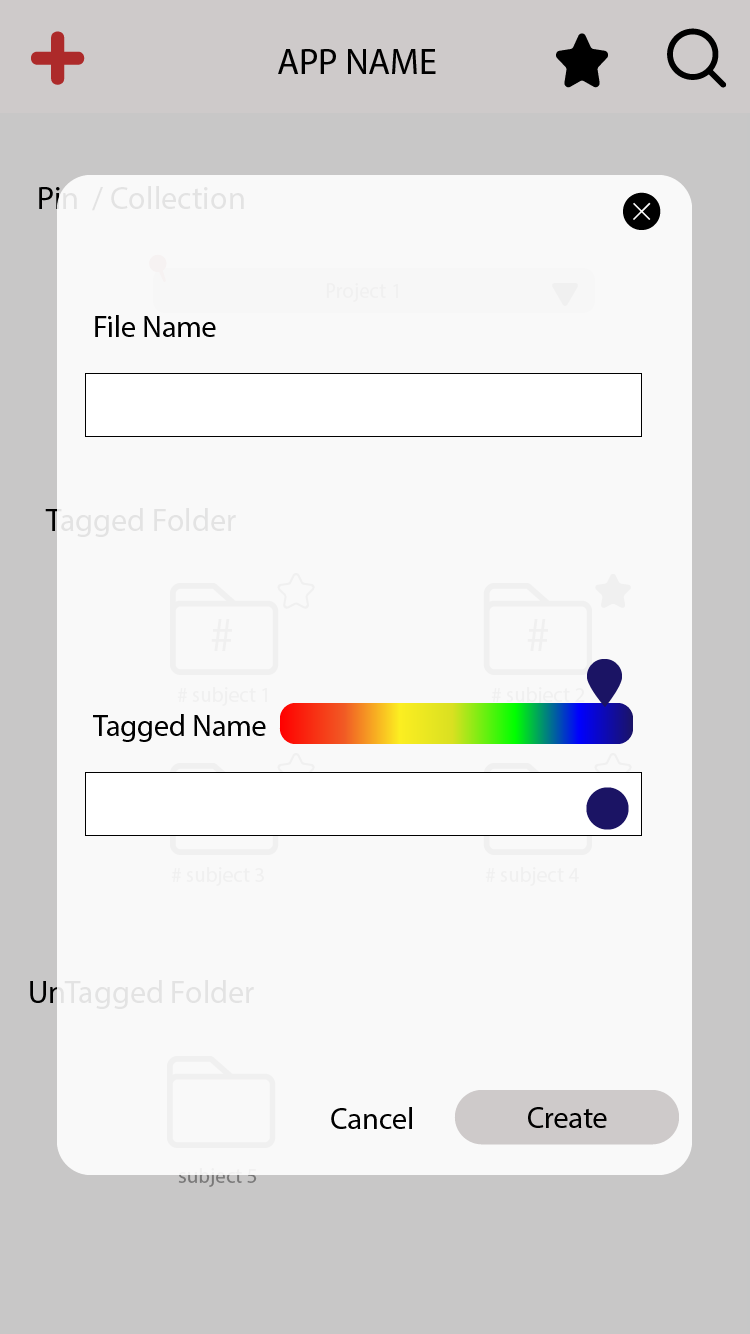 APP NAME
Pin / Collection
Project 1
File Name
Tagged Folder
#
#
# subject 1
# subject 2
Tagged Name
# subject 3
# subject 4
UnTagged Folder
Cancel
Create
subject 5